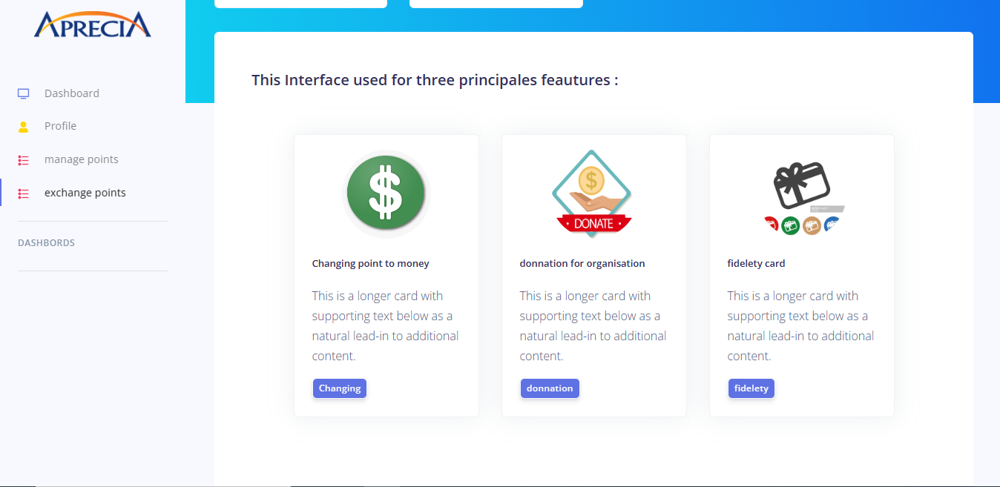 APRECIA
Dashboard
Profile
manage points
exchange points
DASHBORDS
This Interface used for three principales feautures :
DONATE
Changing point to money
This is a longer card with
supporting text below as a
natural lead-in to additional
content.
Changing
donnation for organisation
This is a longer card with
supporting text below as a
natural lead-in to additional
content.
donnation
fidelety card
This is a longer card with
supporting text below as a
natural lead-in to additional
content.
fidelety